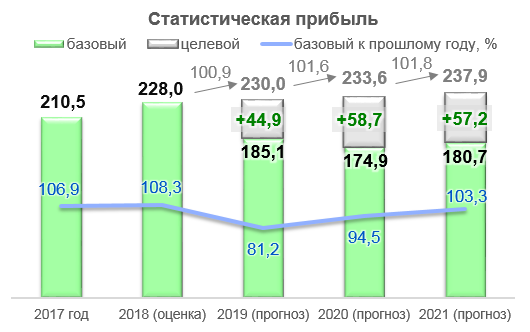 Статистическая прибыль
базовый целевой базовый к прошлому году, %
100,9 101,6 101,8
210,5 228,0 230,0 233,6 237,9
+44,9 +58,7 +57,2
185,1 174,9 180,7
106,9 108,3 81,2 94,5 103,3
2017 год 2018 (оценка) 2019 (прогноз) 2020 (прогноз) 2021 (прогноз)